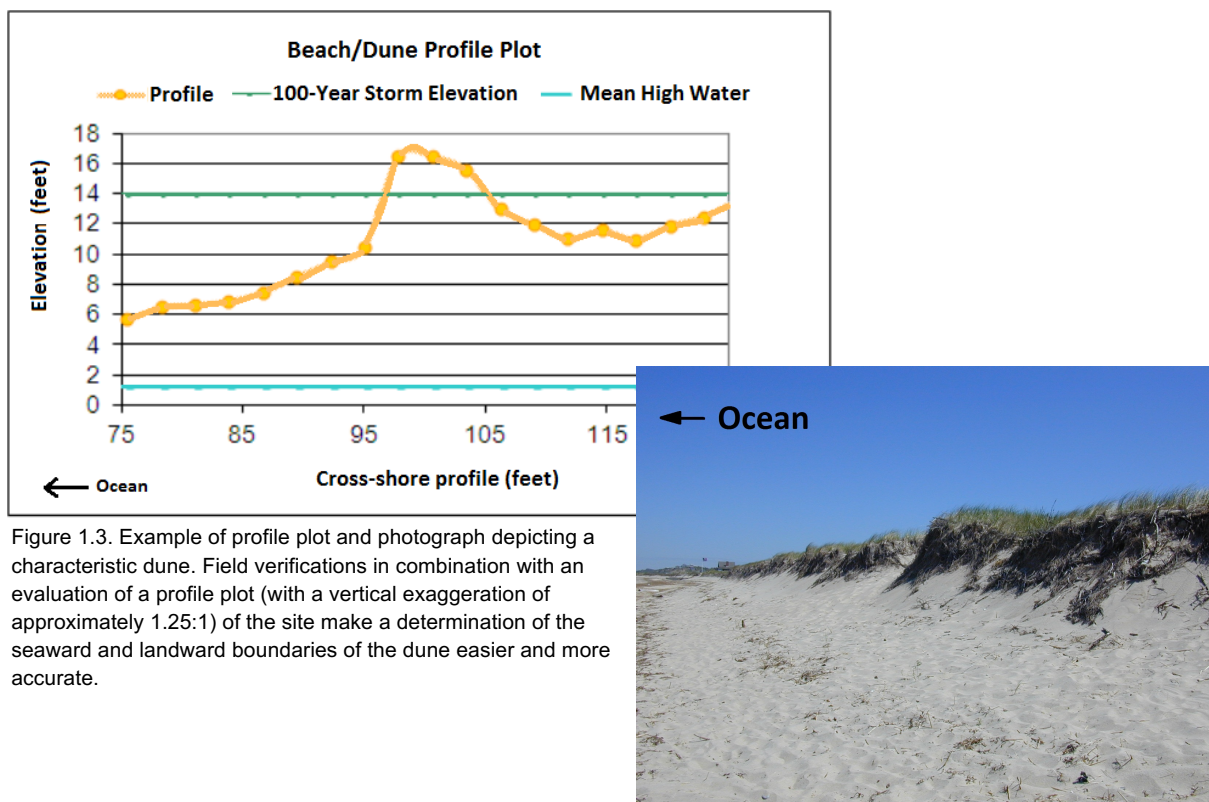 Beach/Dune Profile Plot
Profile 100-Year Storm Elevation Mean High Water
Elevation (feet)
18
16
14
12
10
8
6
4
2
0
75 85 95 105 115
Cross-shore profile (feet)
Ocean
Ocean
Figure 1.3. Example of profile plot and photograph depicting a
characteristic dune. Field verifications in combination with an
evaluation of a profile plot (with a vertical exaggeration of
approximately 1.25:1) of the site make a determination of the
seaward and landward boundaries of the dune easier and more
accurate.